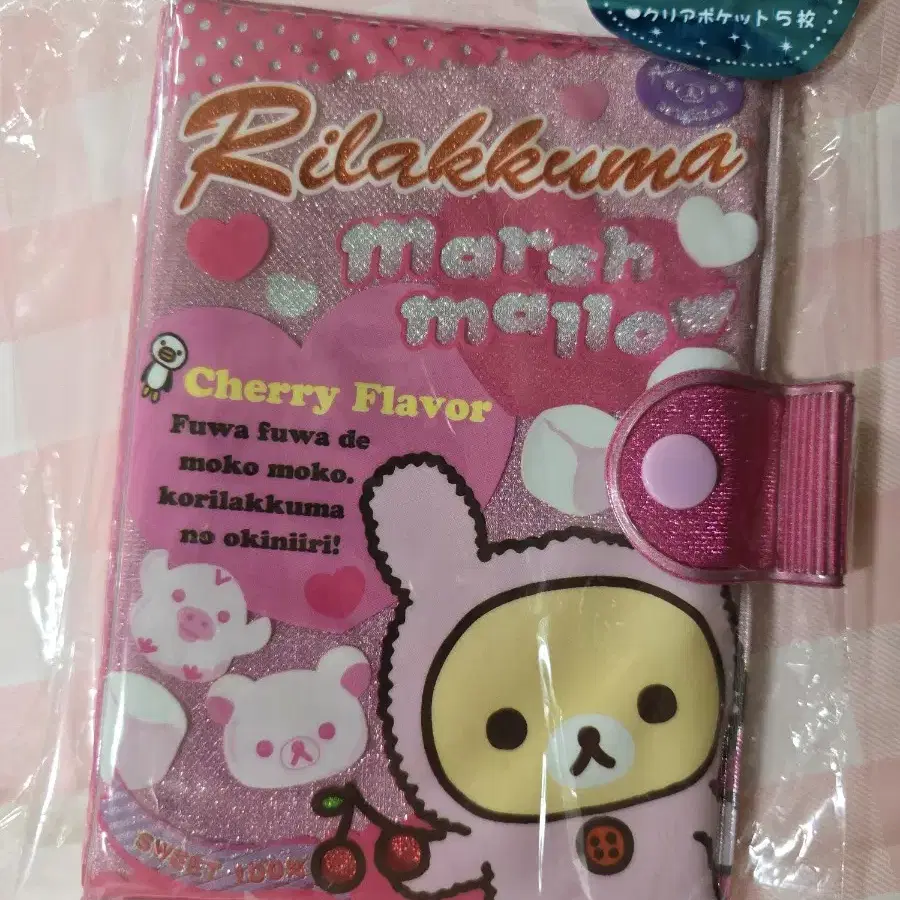 ♥クリアポケット5枚
Rilakkuma
marsh
mallow
Cherry Flavor
Fuwa fuwa de
moko moko.
korilakkuma
no okiniiri!
SWEET 100%